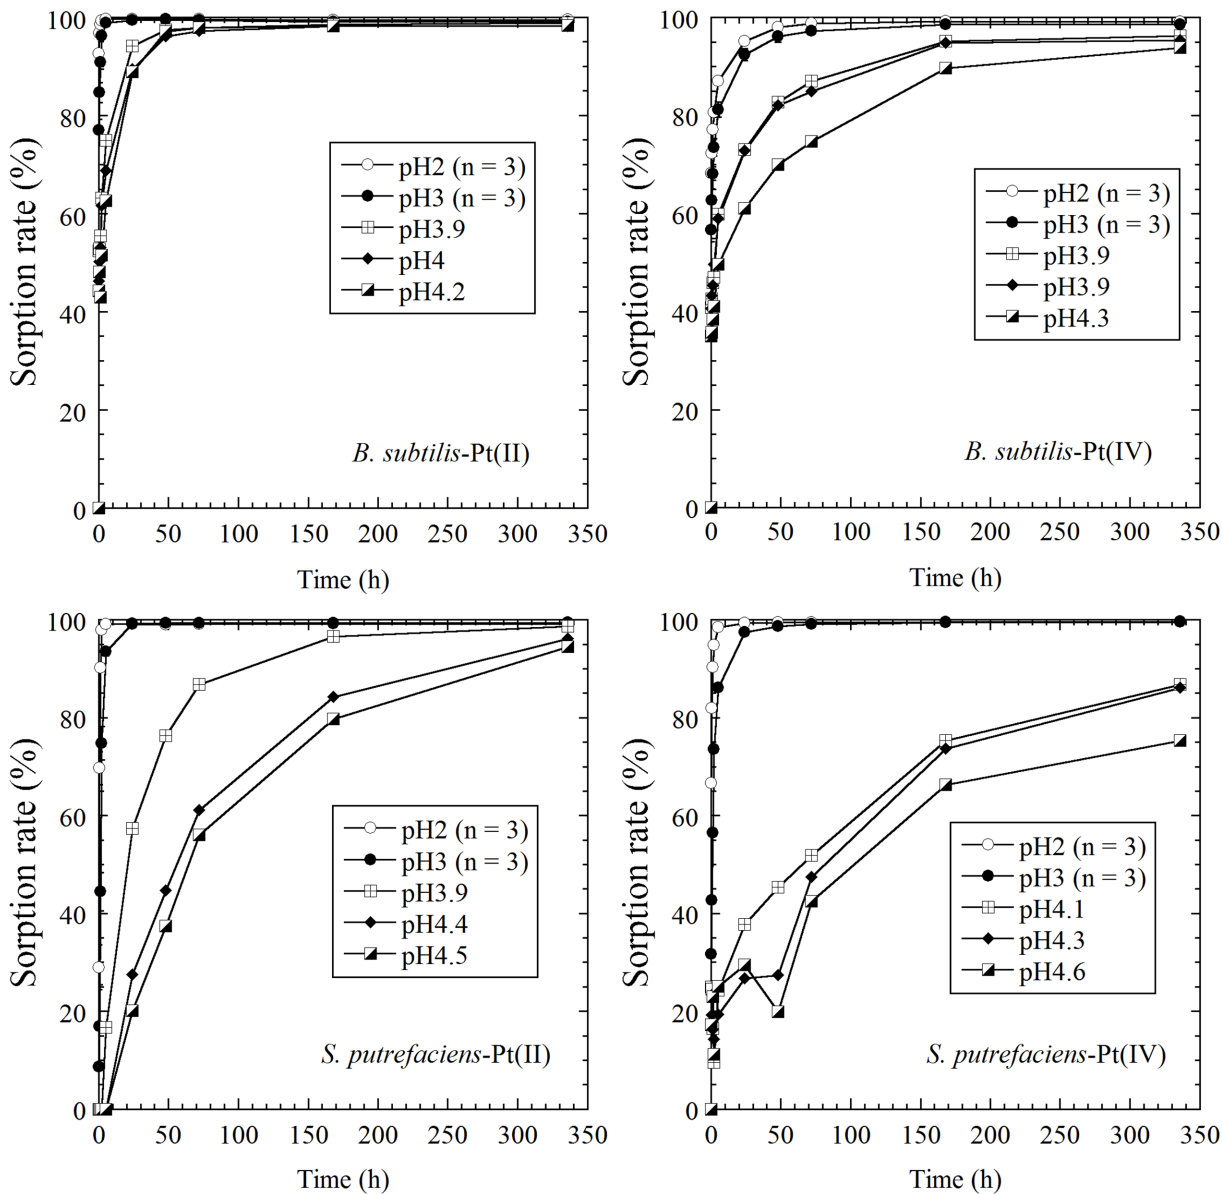 Sorption rate (%)
100
80
60
40
20
0
pH2 (n = 3)
pH3 (n = 3)
pH3.9
pH4
pH4.2
B. subtilis-Pt(II)
0 50 100 150 200 250 300 350
Time (h)
Sorption rate (%)
100
80
60
40
20
0
pH2 (n = 3)
pH3 (n = 3)
pH3.9
pH3.9
pH4.3
B. subtilis-Pt(IV)
0 50 100 150 200 250 300 350
Time (h)
Sorption rate (%)
100
80
60
40
20
0
pH2 (n = 3)
pH3 (n = 3)
pH3.9
pH4.4
pH4.5
S. putrefaciens-Pt(II)
0 50 100 150 200 250 300 350
Time (h)
Sorption rate (%)
100
80
60
40
20
0
pH2 (n = 3)
pH3 (n = 3)
pH4.1
pH4.3
pH4.6
S. putrefaciens-Pt(IV)
0 50 100 150 200 250 300 350
Time (h)